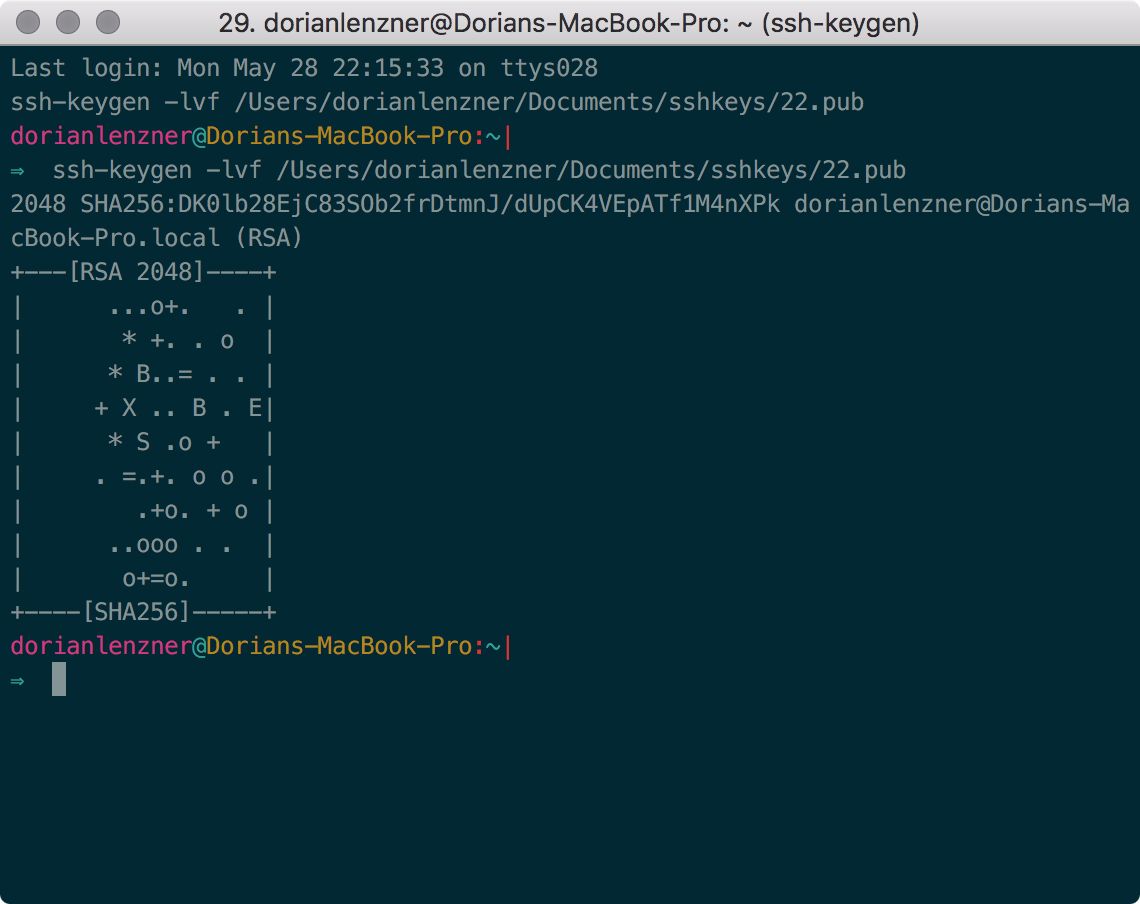 29. dorianlenzner@Dorians-MacBook-Pro: ~ (ssh-keygen)
Last login: Mon May 28 22:15:33 on ttys028
ssh-keygen -lvf /Users/dorianlenzner/Documents/sshkeys/22.pub
dorianlenzner@Dorians-MacBook-Pro:~|
⇒  ssh-keygen -lvf /Users/dorianlenzner/Documents/sshkeys/22.pub
2048 SHA256:DK0lb28EjC83SOb2frDtmnJ/dUpCK4VEpATf1M4nXPk dorianlenzner@Dorians-Ma
cBook-Pro.local (RSA)
+---[RSA 2048]----+
|      ...o+.   . |
|       * +. . o  |
|      * B..= . . |
|     + X .. B . E|
|      * S .o +   |
|     . =.+. o o .|
|        .+o. + o |
|      ..ooo . .  |
|       o+=o.     |
+----[SHA256]-----+
dorianlenzner@Dorians-MacBook-Pro:~|
⇒